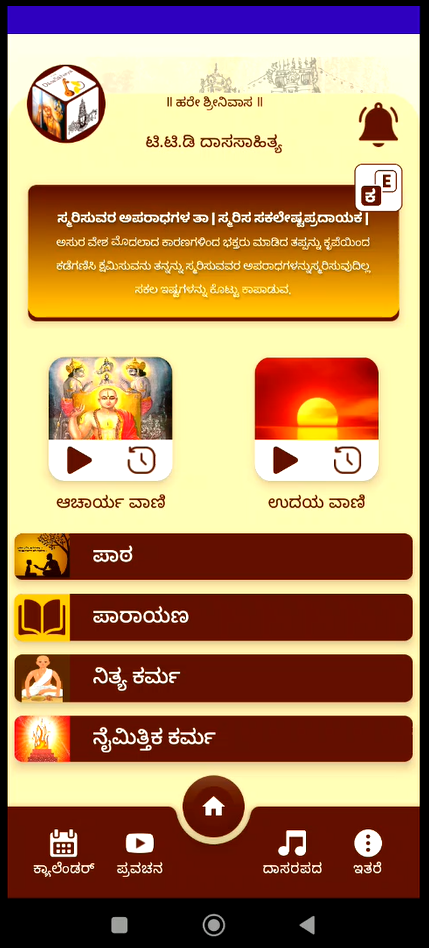 ॥ ಹರೇ ಶ್ರೀನಿವಾಸ ॥
ಟಿ.ಟಿ.ಡಿ ದಾಸಸಾಹಿತ್ಯ
ಕ E
ಸ್ಮರಿಸುವರ ಅಪರಾಧಗಳ ತಾ | ಸ್ಮರಿಸ ಸಕಲೇಷ್ಟಪ್ರದಾಯಕ |
ಅಸುರ ವೇಶ ಮೊದಲಾದ ಕಾರಣಗಳಿಂದ ಭಕ್ತರು ಮಾಡಿದ ತಪ್ಪನ್ನು ಕೃಪೆಯಿಂದ
ಕಡೆಗಣಿಸಿ ಕ್ಷಮಿಸುವನು ತನ್ನನ್ನು ಸ್ಮರಿಸುವವರ ಅಪರಾಧಗಳನ್ನುಸ್ಮರಿಸುವುದಿಲ್ಲ
ಸಕಲ ಇಷ್ಟಗಳನ್ನು ಕೊಟ್ಟು ಕಾಪಾಡುವ.
ಆಚಾರ್ಯ ವಾಣಿ
ಉದಯ ವಾಣಿ
ಪಾಠ
ಪಾರಾಯಣ
ನಿತ್ಯ ಕರ್ಮ
ನೈಮಿತ್ತಿಕ ಕರ್ಮ
ಕ್ಯಾಲೆಂಡರ್ ಪ್ರವಚನ ದಾಸರಪದ ಇತರೆ